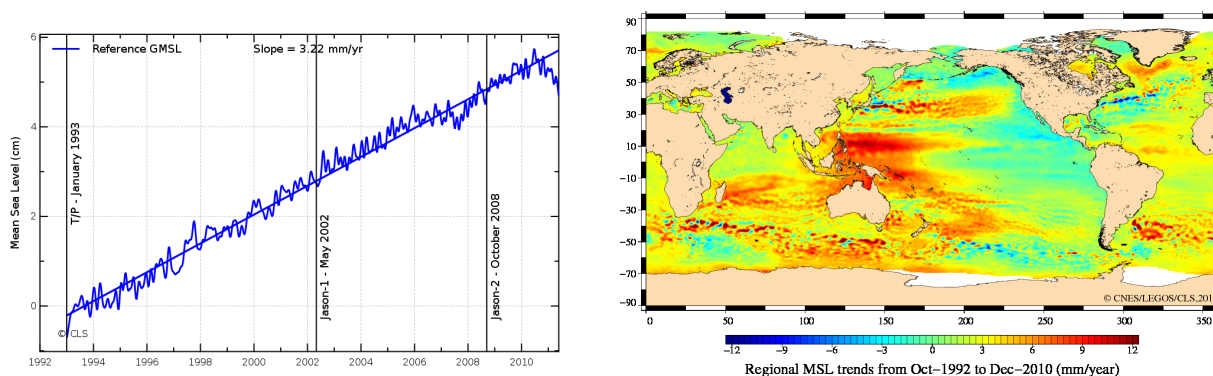 Reference GMSL
Slope = 3.22 mm/yr
Mean Sea Level (cm)
6
4
2
0
T/P - January 1993
Jason-1 - May 2002
Jason-2 - October 2008
© CLS
1992 1994 1996 1998 2000 2002 2004 2006 2008 2010
90
70
50
30
10
−10
−30
−50
−70
−90
© CNES/LEGOS/CLS,201
0 50 100 150 200 250 300 350
−12 −9 −6 −3 0 3 6 9 12
Regional MSL trends from Oct−1992 to Dec−2010 (mm/year)